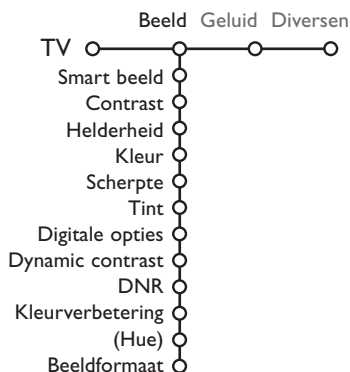 Beeld Geluid Diversen
TV
Smart beeld
Contrast
Helderheid
Kleur
Scherpte
Tint
Digitale opties
Dynamic contrast
DNR
Kleurverbetering
(Hue)
Beeldformaat